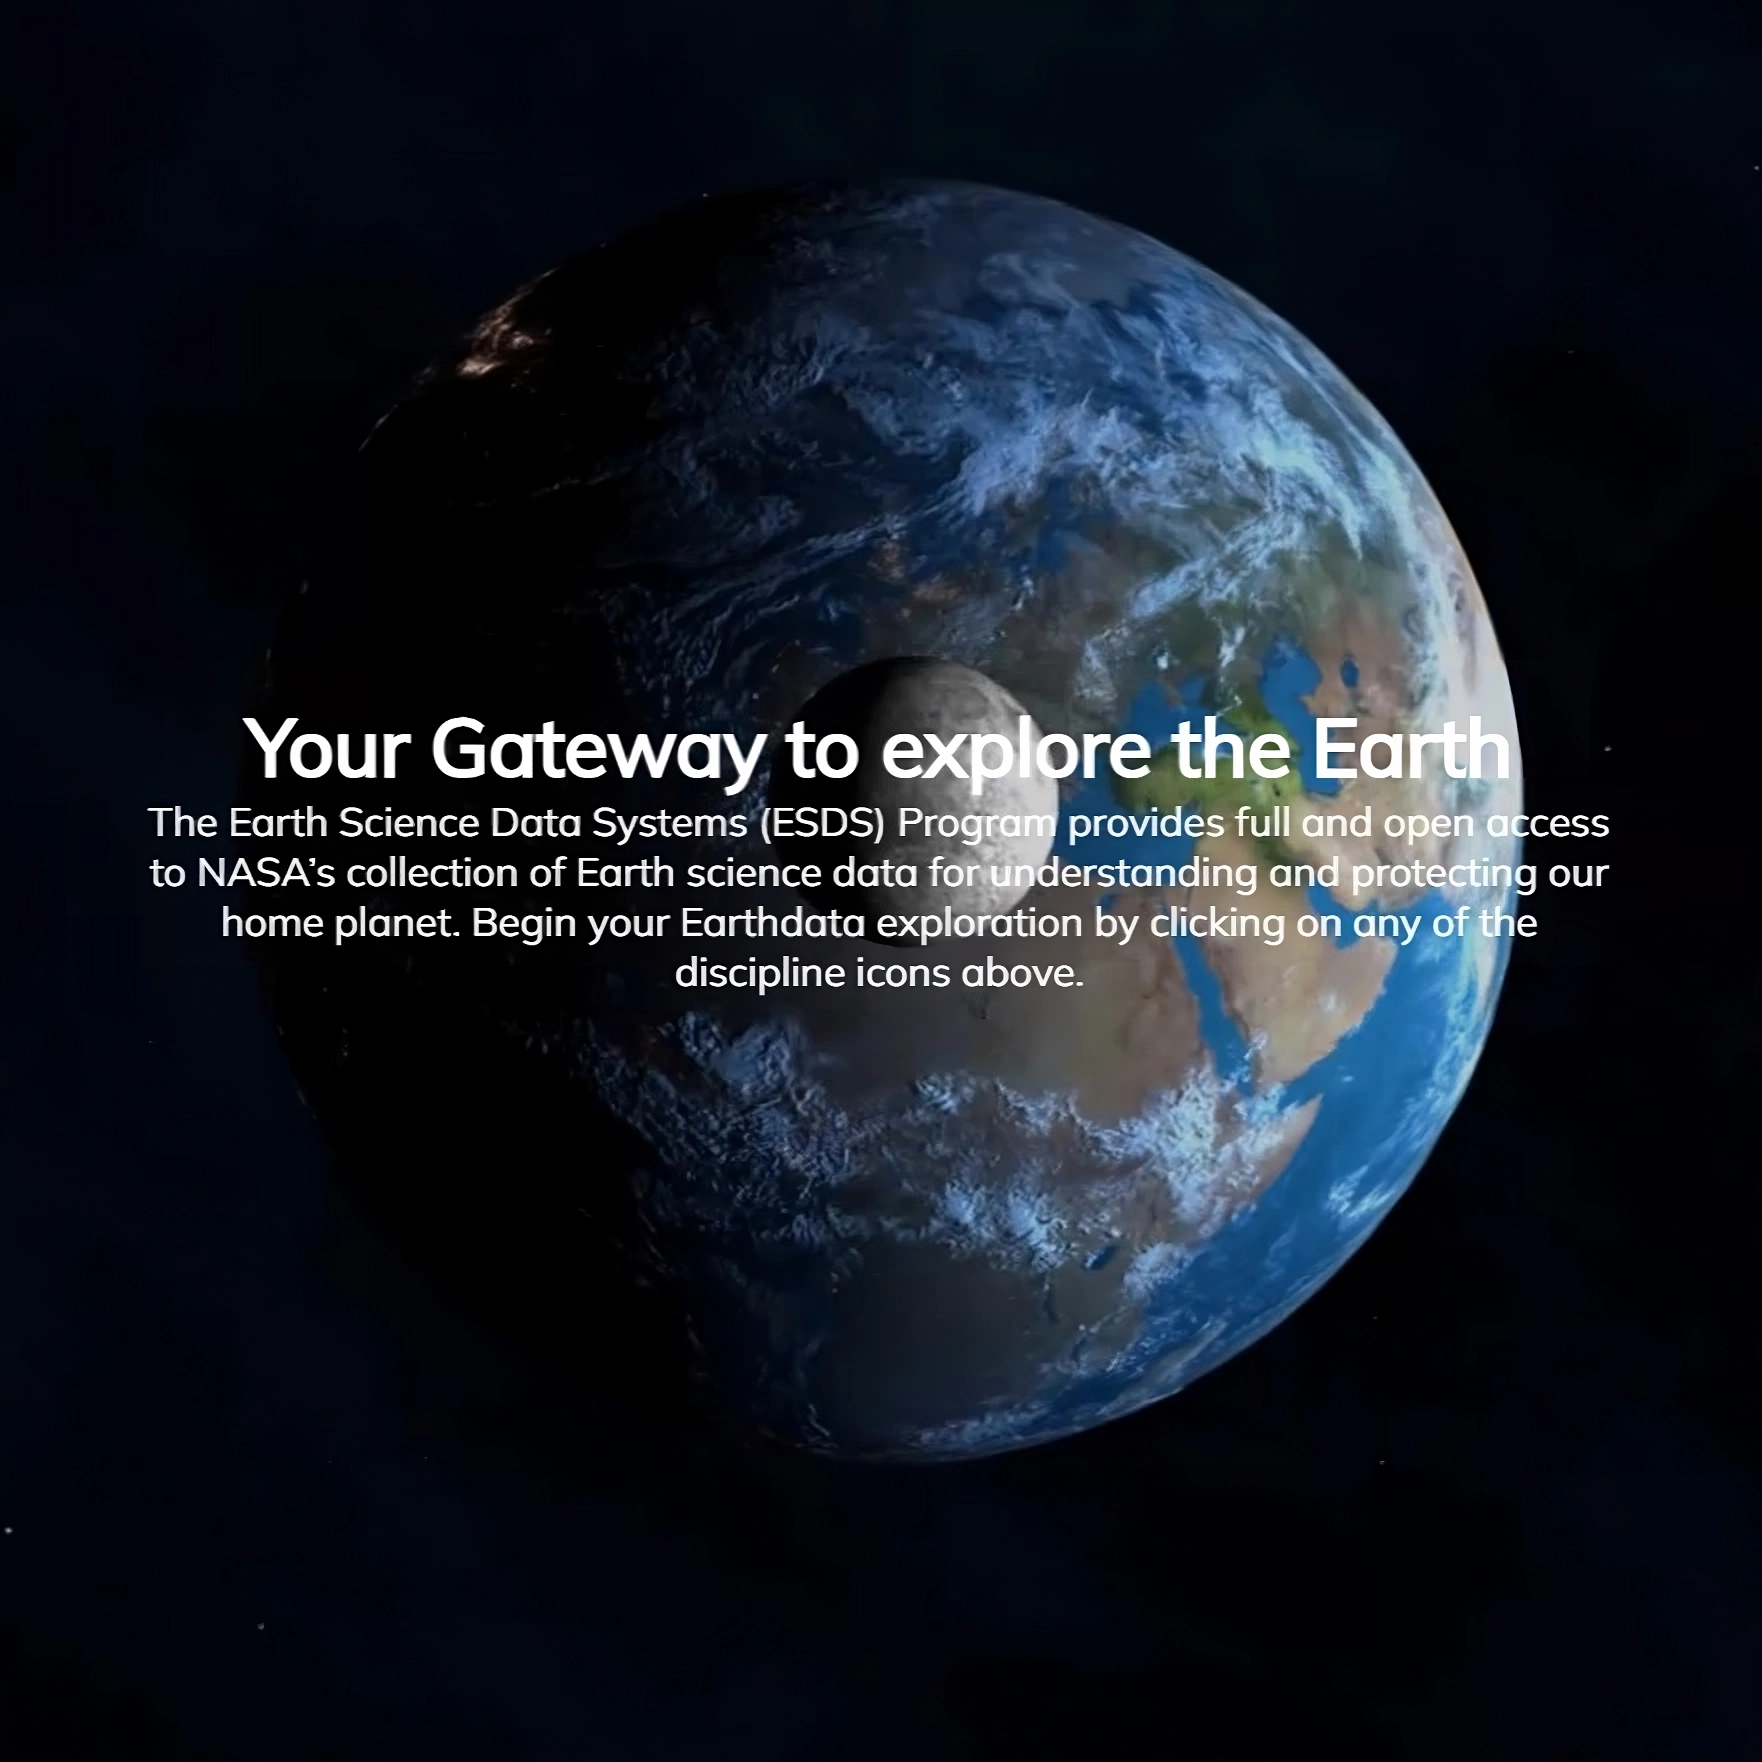 Your Gateway to explore the Earth
The Earth Science Data Systems (ESDS) Program provides full and open access
to NASA’s collection of Earth science data for understanding and protecting our
home planet. Begin your Earthdata exploration by clicking on any of the
discipline icons above.